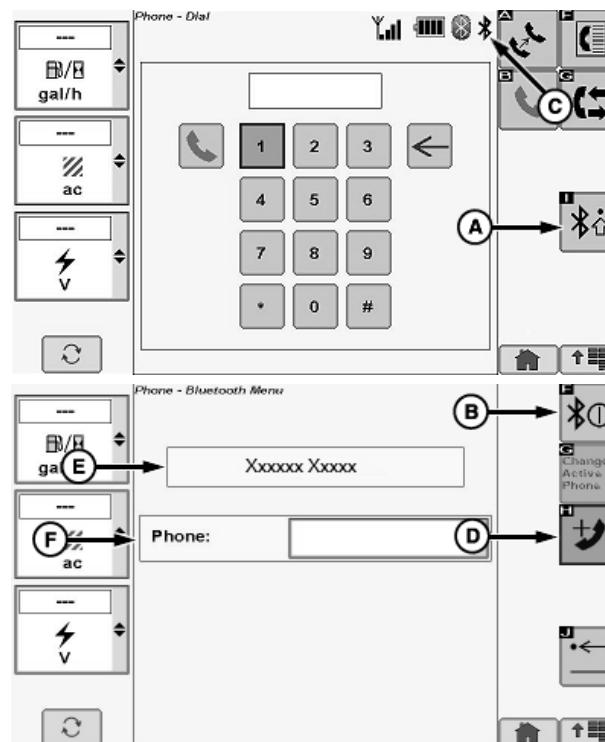 Phone - Dial
A
F
---
gal/h
B
G
C
---
ac
1
2
3
4
5
6
I
A
7
8
9
---
V
*
0
#
Phone - Bluetooth Menu
---
B
F
gal
E
Xxxxxx Xxxxx
G
Change
Active
Phone
---
F
ac
Phone:
D
H
---
V
J